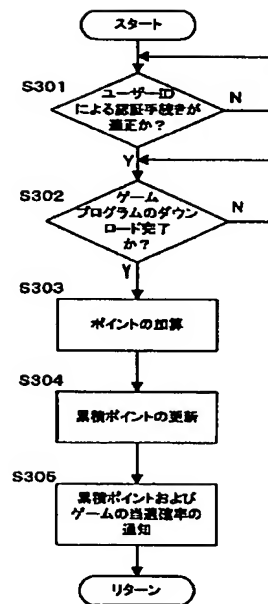 スタート
S301
ユーザーID
による認証手続きが
適正か?
N
Y
S302
ゲーム
プログラムのダウン
ロード完了
か?
N
Y
S303
ポイントの加算
S304
累積ポイントの更新
S305
累積ポイントおよび
ゲームの当選確率の
通知
リターン